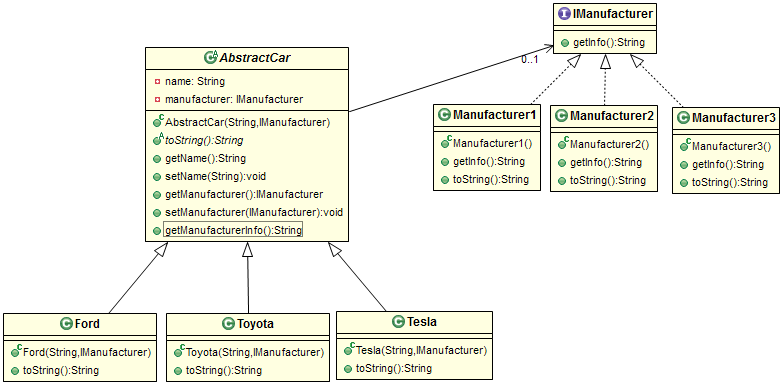 IManufacturer
getInfo():String
AbstractCar
name: String
manufacturer: IManufacturer
AbstractCar(String,IManufacturer)
toString():String
getName():String
setName(String):void
getManufacturer():IManufacturer
setManufacturer(IManufacturer):void
getManufacturerInfo():String
0..1
Manufacturer1
Manufacturer1()
getInfo():String
toString():String
Manufacturer2
Manufacturer2()
getInfo():String
toString():String
Manufacturer3
Manufacturer3()
getInfo():String
toString():String
Ford
Ford(String,IManufacturer)
toString():String
Toyota
Toyota(String,IManufacturer)
toString():String
Tesla
Tesla(String,IManufacturer)
toString():String